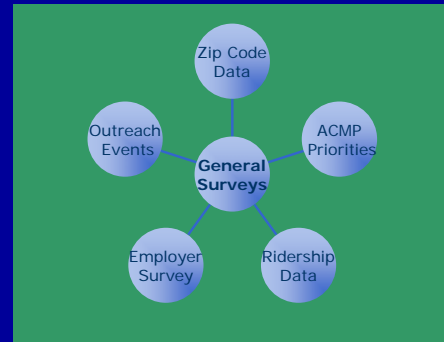 Zip Code
Data
Outreach
Events
ACMP
Priorities
General
Surveys
Employer
Survey
Ridership
Data